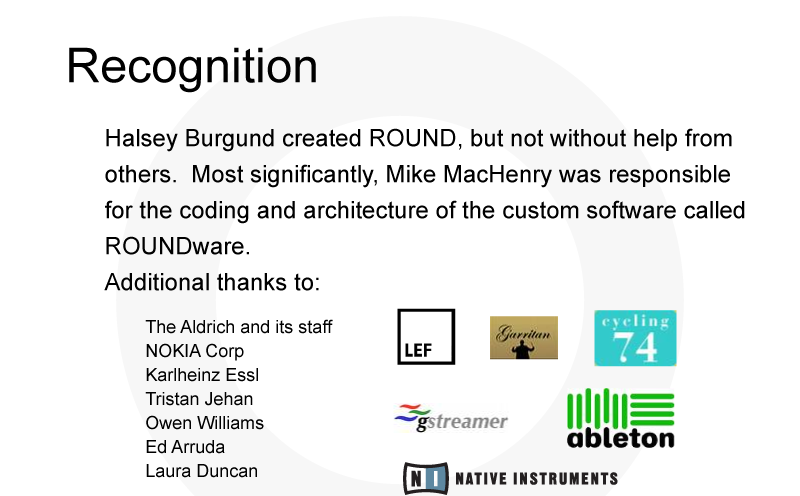 Recognition
Halsey Burgund created ROUND, but not without help from
others.  Most significantly, Mike MacHenry was responsible
for the coding and architecture of the custom software called
ROUNDware.
Additional thanks to:
The Aldrich and its staff
NOKIA Corp
Karlheinz Essl
Tristan Jehan
Owen Williams
Ed Arruda
Laura Duncan
LEF
Garritan
cycling
74
gstreamer
ableton
NI NATIVE INSTRUMENTS